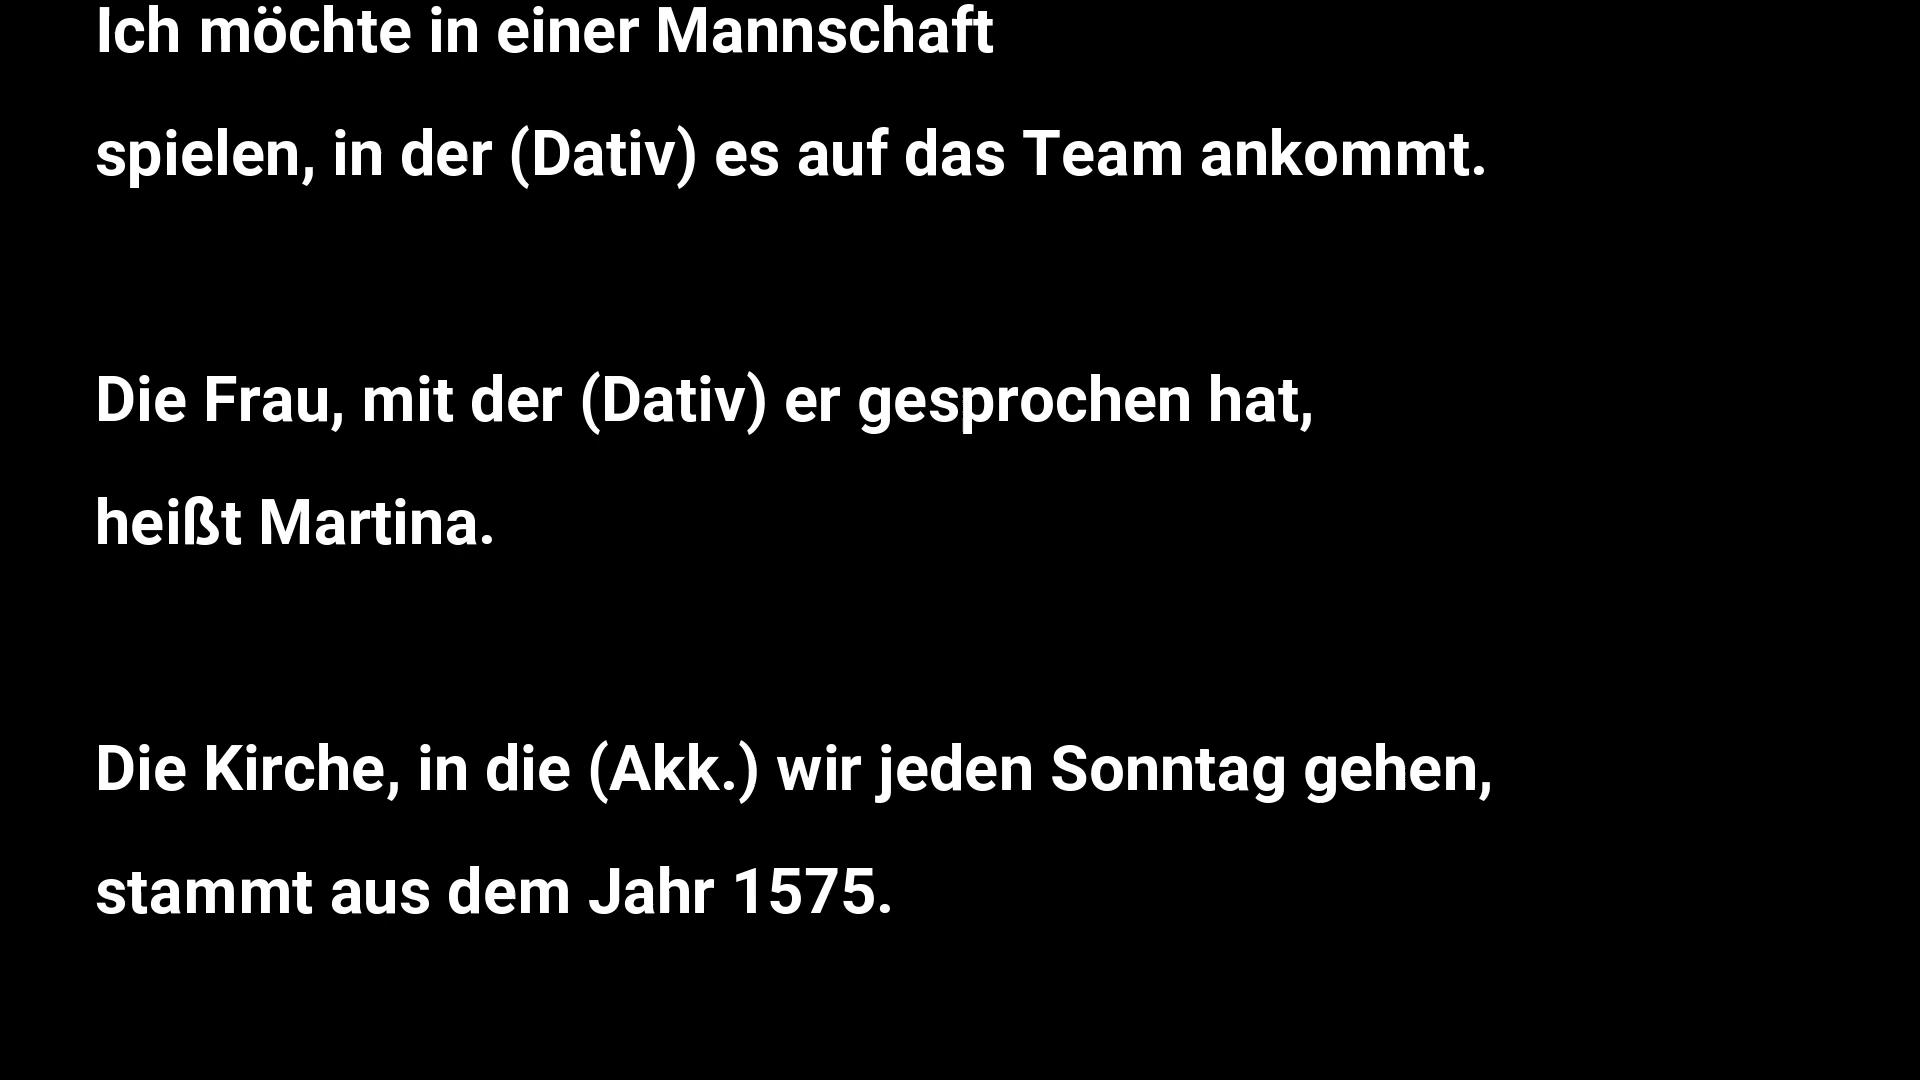 Ich möchte in einer Mannschaft
spielen, in der (Dativ) es auf das Team ankommt.
Die Frau, mit der (Dativ) er gesprochen hat,
heißt Martina.
Die Kirche, in die (Akk.) wir jeden Sonntag gehen,
stammt aus dem Jahr 1575.